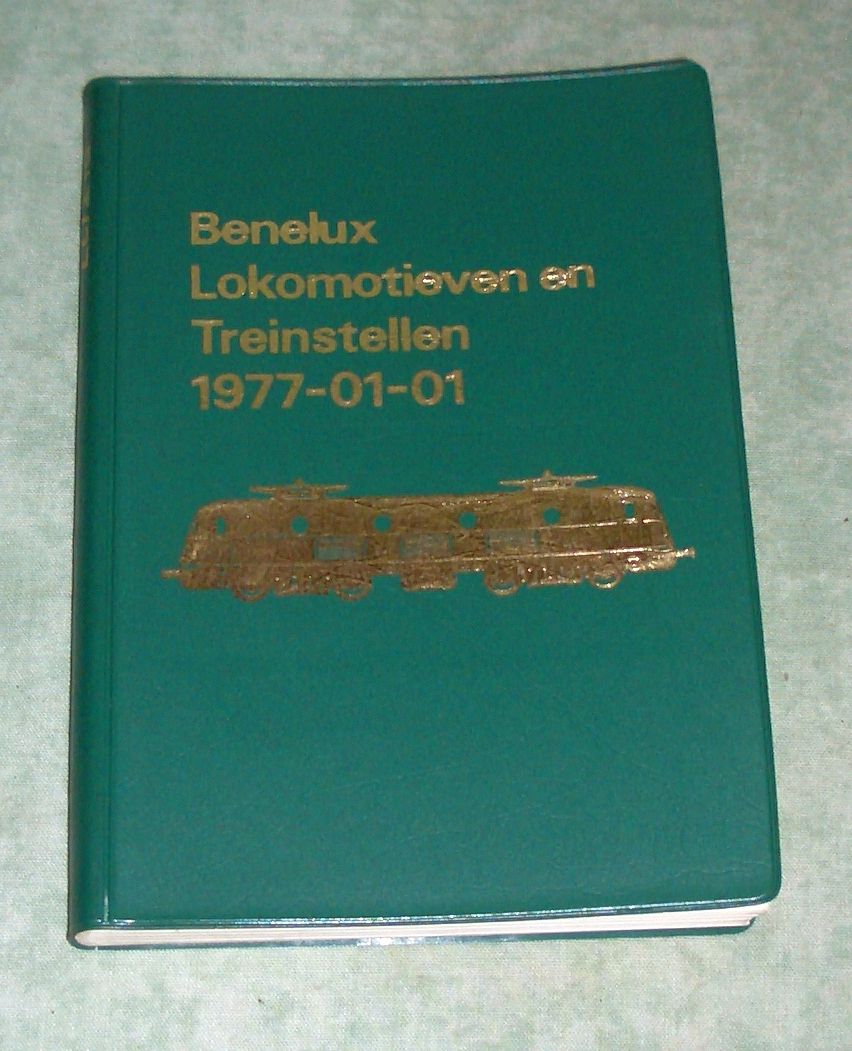 Benelux
Lokomotieven en
Treinstellen
1977-01-01